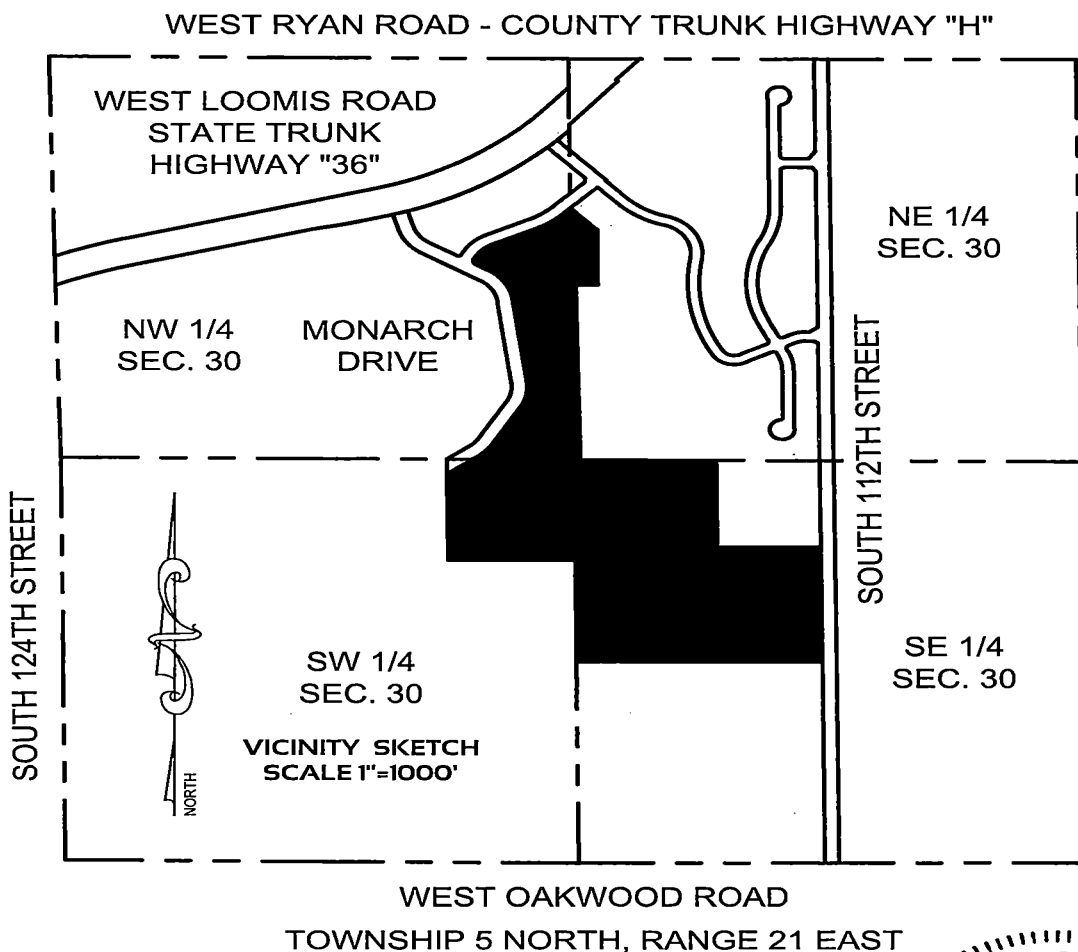 WEST RYAN ROAD - COUNTY TRUNK HIGHWAY "H"
WEST LOOMIS ROAD
STATE TRUNK
HIGHWAY "36"
NE 1/4
SEC. 30
NW 1/4
SEC. 30
MONARCH
DRIVE
SOUTH 112TH STREET
SOUTH 124TH STREET
SW 1/4
SEC. 30
SE 1/4
SEC. 30
VICINITY SKETCH
SCALE 1"=1000'
NORTH
WEST OAKWOOD ROAD
TOWNSHIP 5 NORTH, RANGE 21 EAST